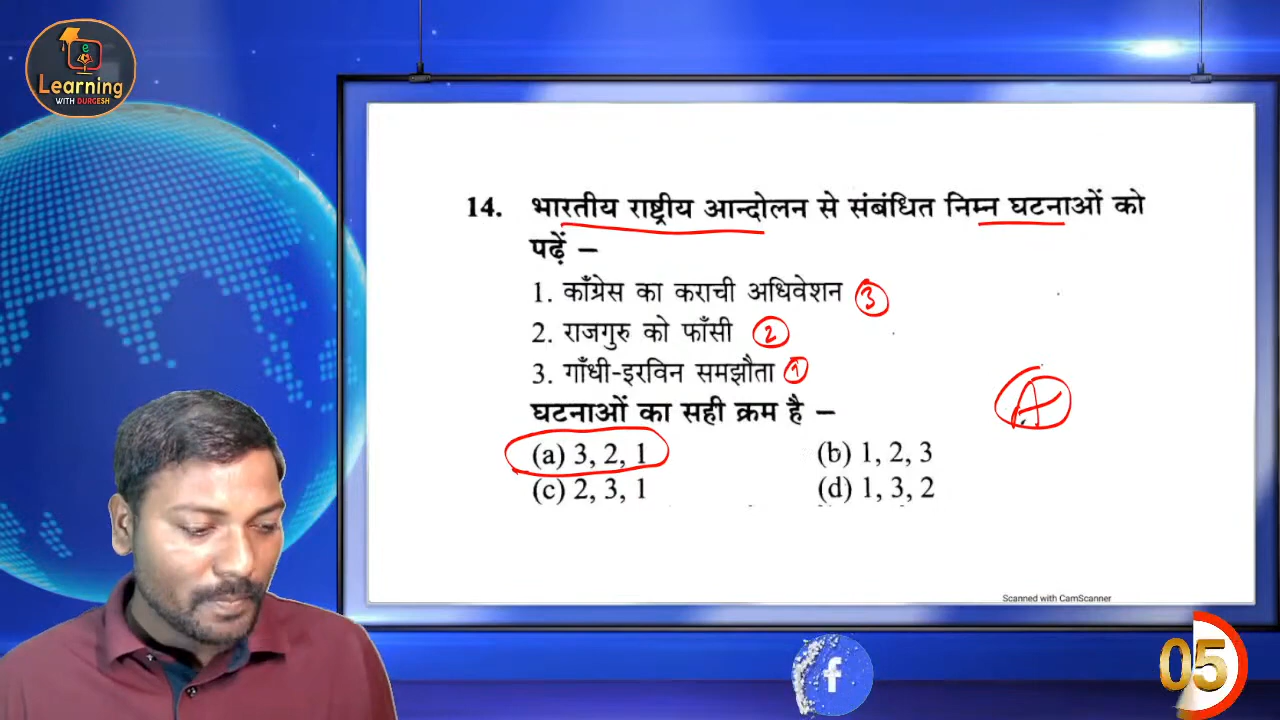 e
Learning
WITH DURGESH
14. भारतीय राष्ट्रीय आन्दोलन से संबंधित निम्न घटनाओं को
पढ़ें –
1. काँग्रेस का कराची अधिवेशन 3
2. राजगुरु को फाँसी 2
3. गाँधी-इरविन समझौता 1
घटनाओं का सही क्रम है –
A
(a) 3, 2, 1 (b) 1, 2, 3
(c) 2, 3, 1 (d) 1, 3, 2
Scanned with CamScanner
f
05